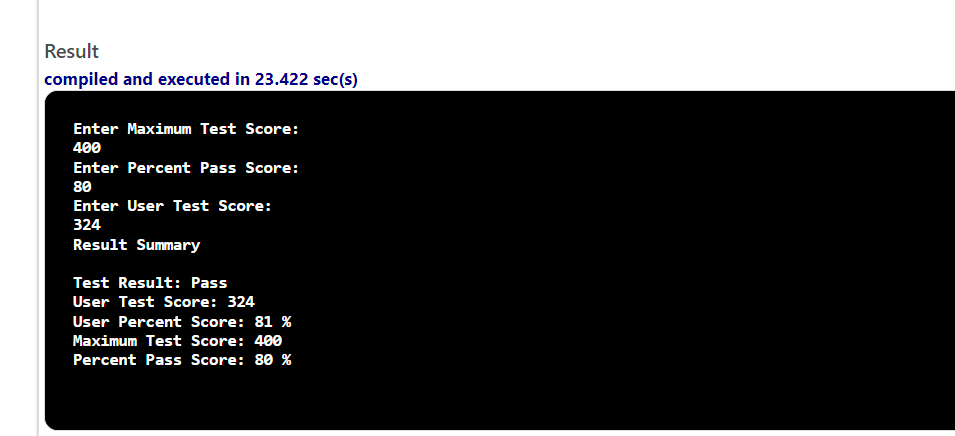 Result
compiled and executed in 23.422 sec(s)
Enter Maximum Test Score:
400
Enter Percent Pass Score:
80
Enter User Test Score:
324
Result Summary
Test Result: Pass
User Test Score: 324
User Percent Score: 81 %
Maximum Test Score: 400
Percent Pass Score: 80 %